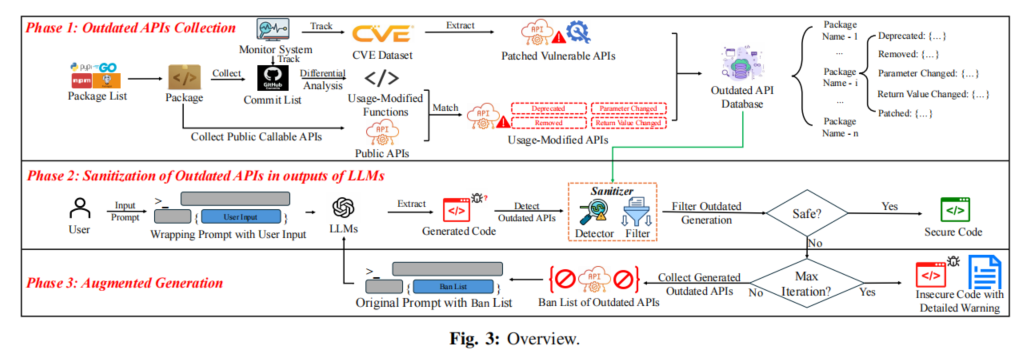 Phase 1: Outdated APIs Collection
Monitor System
Track
CVE
CVE Dataset
Extract
API
Patched Vulnerable APIs
Track
pypi
GO
npm
Package List
Package
Collect
GitHub
Commit List
Differential
Analysis
</>
Usage-Modified
Functions
Collect Public Callable APIs
API
Public APIs
Match
API
Deprecated
Parameter Changed
Removed
Return Value Changed
Usage-Modified APIs
Outdated API
Database
Package
Name - 1
...
Package
Name - i
...
Package
Name - n
Deprecated: {…}
Removed: {…}
Parameter Changed: {…}
Return Value Changed: {…}
Patched: {…}
Phase 2: Sanitization of Outdated APIs in outputs of LLMs
User
Input
Prompt
>_
{ User Input }
Wrapping Prompt with User Input
LLMs
Extract
</>
?
Generated Code
Detect
Outdated APIs
Sanitizer
Detector
Filter
Filter Outdated
Generation
Safe?
Yes
</>
Secure Code
No
Phase 3: Augmented Generation
>_
{ Ban List }
Original Prompt with Ban List
{ API }
Ban List of Outdated APIs
Collect Generated
Outdated APIs
No
Max
Iteration?
Yes
</>
Insecure Code with
Detailed Warning
Fig. 3: Overview.